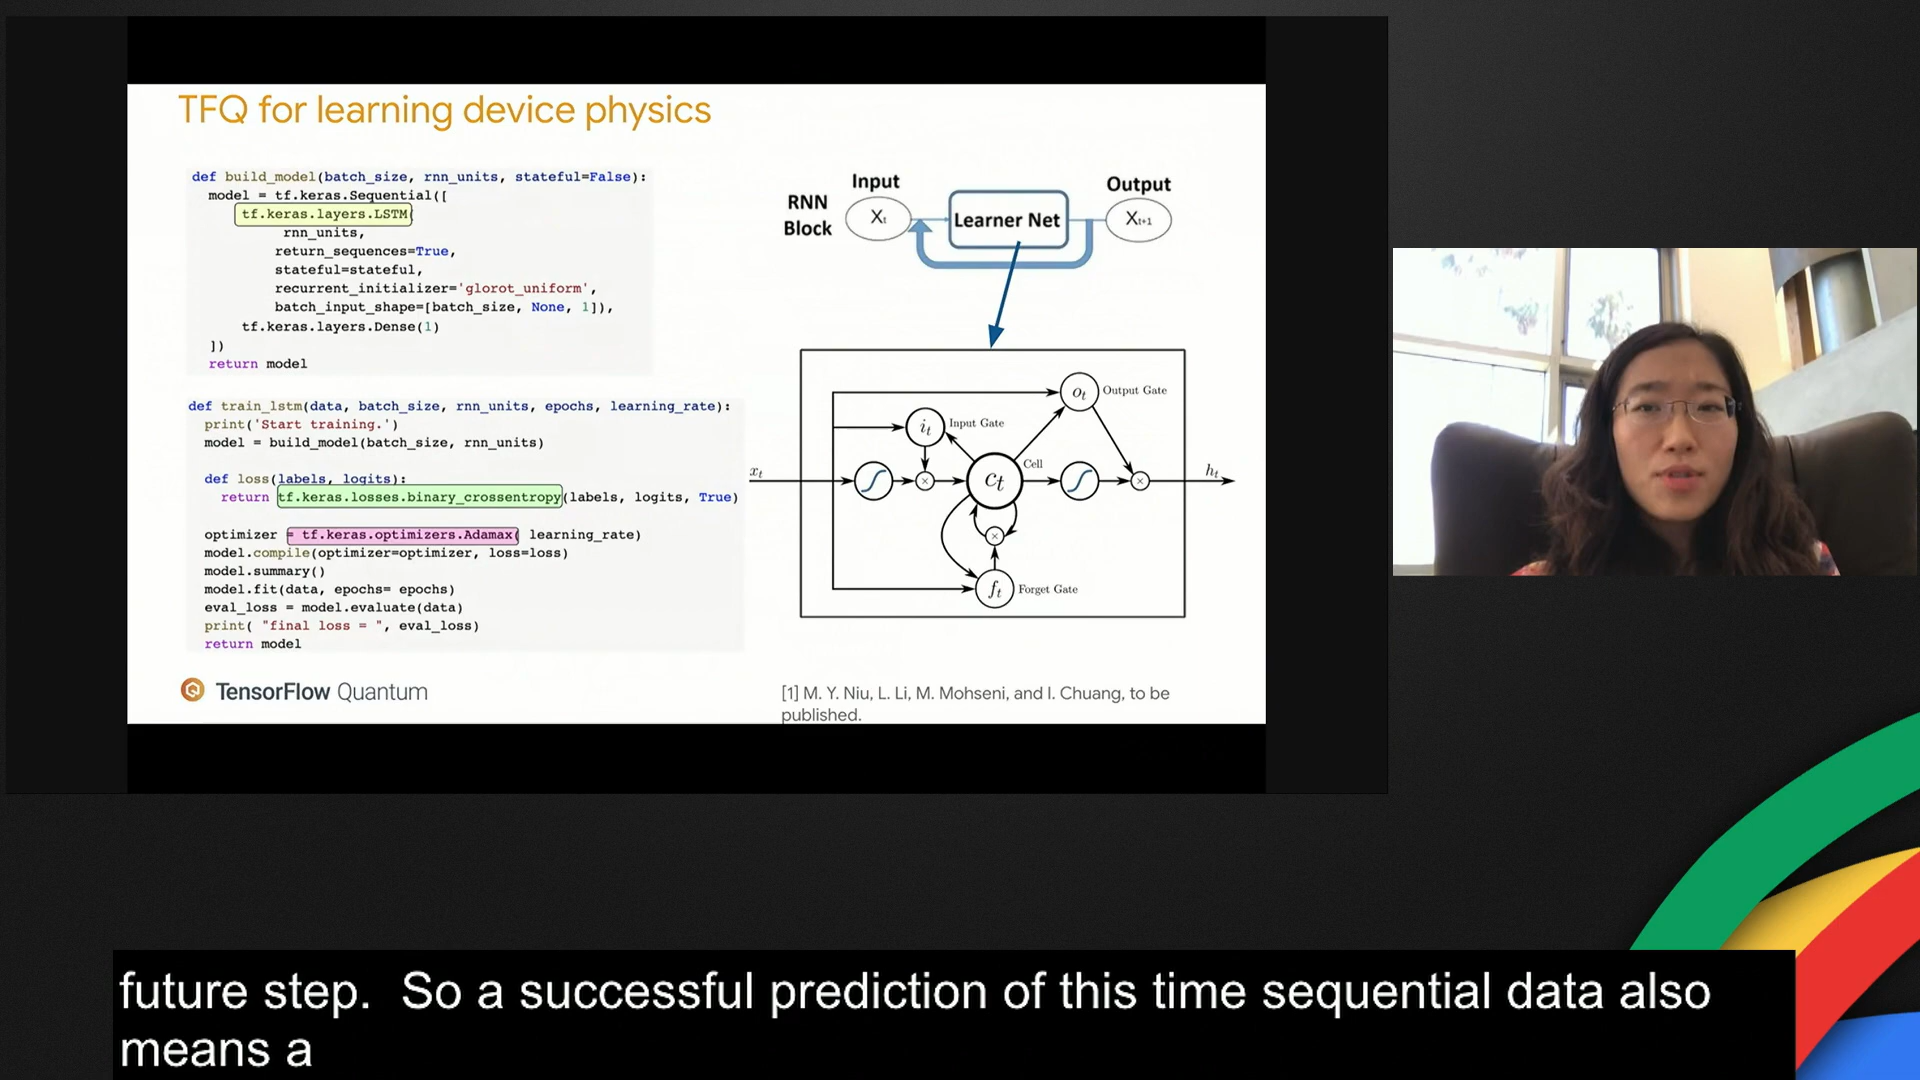 TFQ for learning device physics
def build_model(batch_size, rnn_units, stateful=False):
model = tf.keras.Sequential([
tf.keras.layers.LSTM(
rnn_units,
return_sequences=True,
stateful=stateful,
recurrent_initializer='glorot_uniform',
batch_input_shape=[batch_size, None, 1]),
tf.keras.layers.Dense(1)
])
return model
def train_lstm(data, batch_size, rnn_units, epochs, learning_rate):
print('Start training.')
model = build_model(batch_size, rnn_units)
def loss(labels, logits):
return tf.keras.losses.binary_crossentropy(labels, logits, True)
optimizer = tf.keras.optimizers.Adamax( learning_rate)
model.compile(optimizer=optimizer, loss=loss)
model.summary()
model.fit(data, epochs= epochs)
eval_loss = model.evaluate(data)
print( "final loss = ", eval_loss)
return model
TensorFlow Quantum
RNN
Block
Input
Xt
Learner Net
Output
Xt+1
ot
Output Gate
it
Input Gate
xt
×
ct
Cell
×
ht
×
ft
Forget Gate
[1] M. Y. Niu, L. Li, M. Mohseni, and I. Chuang, to be
published.
future step.  So a successful prediction of this time sequential data also
means a